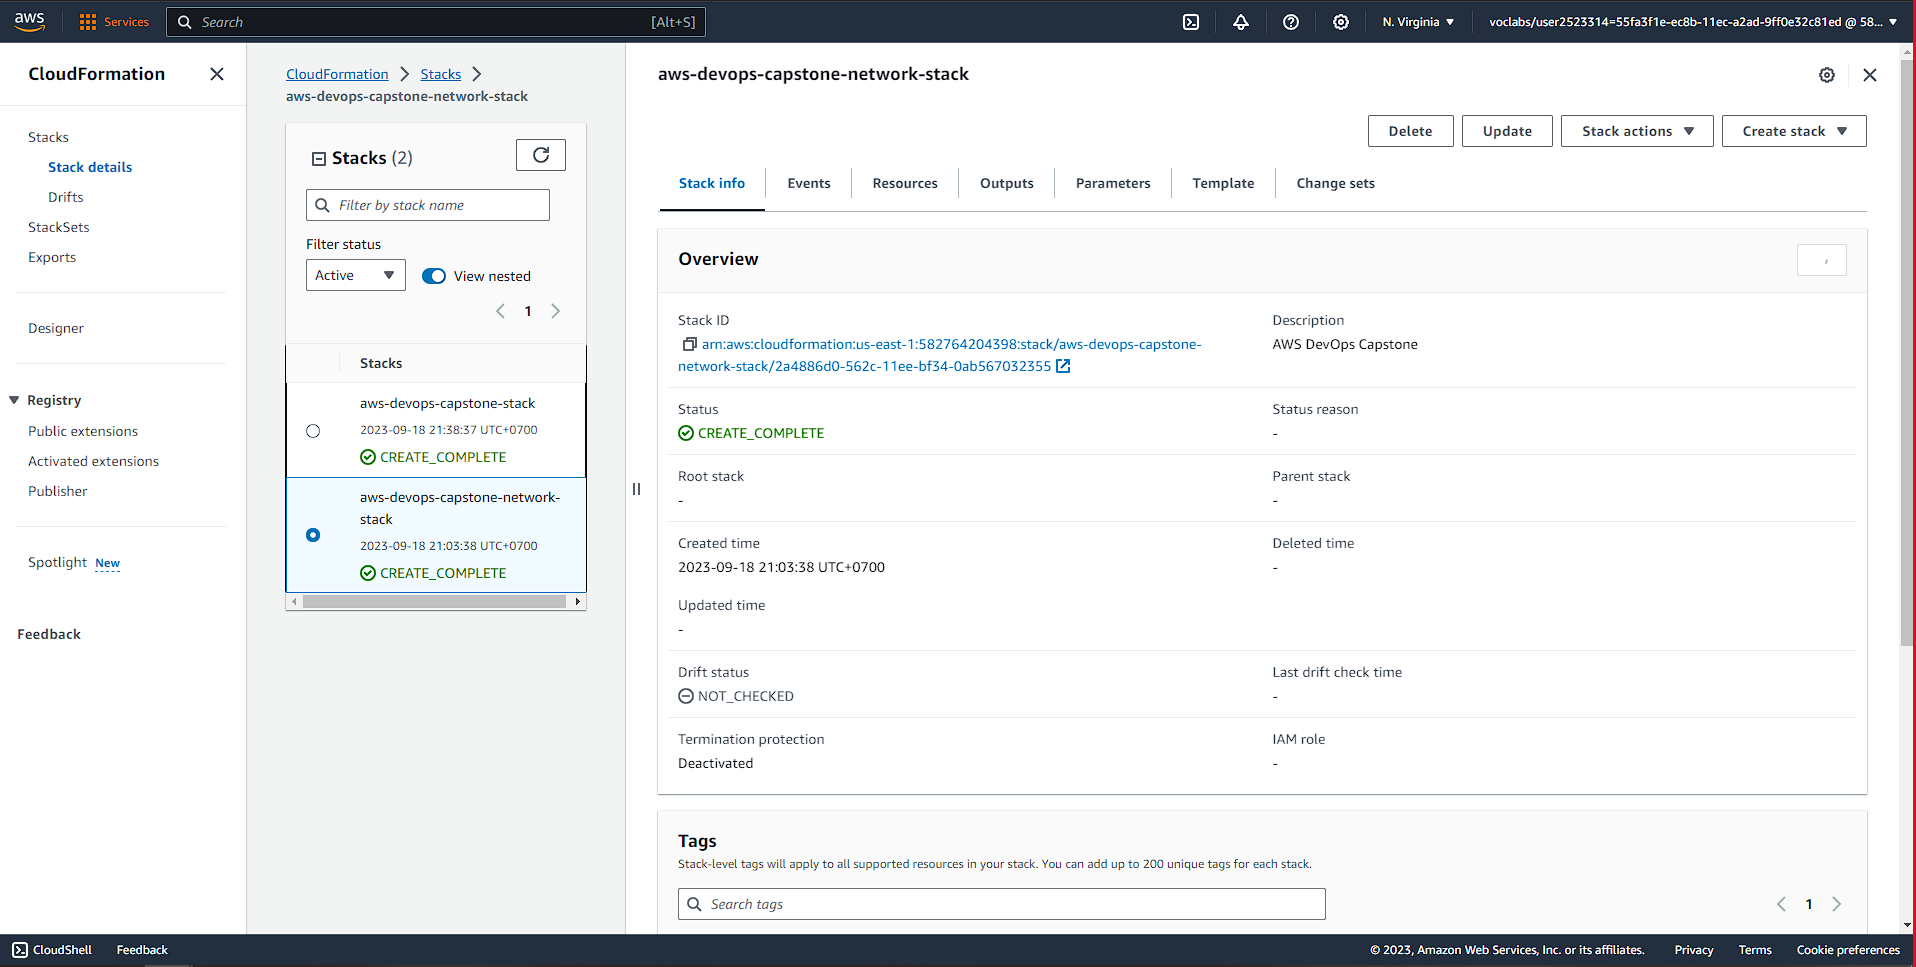 aws
Services
Search
[Alt+S]
N. Virginia
voclabs/user2523314=55fa3f1e-ec8b-11ec-a2ad-9ff0e32c81ed @ 58...
CloudFormation
Stacks
Stack details
Drifts
StackSets
Exports
Designer
Registry
Public extensions
Activated extensions
Publisher
Spotlight New
Feedback
CloudFormation
Stacks
aws-devops-capstone-network-stack
Stacks (2)
Filter by stack name
Filter status
Active
View nested
1
Stacks
aws-devops-capstone-stack
2023-09-18 21:38:37 UTC+0700
CREATE_COMPLETE
aws-devops-capstone-network-
stack
2023-09-18 21:03:38 UTC+0700
CREATE_COMPLETE
aws-devops-capstone-network-stack
Delete
Update
Stack actions
Create stack
Stack info
Events
Resources
Outputs
Parameters
Template
Change sets
Overview
Stack ID
arn:aws:cloudformation:us-east-1:582764204398:stack/aws-devops-capstone-
network-stack/2a4886d0-562c-11ee-bf34-0ab567032355
Description
AWS DevOps Capstone
Status
CREATE_COMPLETE
Status reason
-
Root stack
-
Parent stack
-
Created time
2023-09-18 21:03:38 UTC+0700
Deleted time
-
Updated time
-
Drift status
NOT_CHECKED
Last drift check time
-
Termination protection
Deactivated
IAM role
-
Tags
Stack-level tags will apply to all supported resources in your stack. You can add up to 200 unique tags for each stack.
Search tags
1
CloudShell
Feedback
© 2023, Amazon Web Services, Inc. or its affiliates.
Privacy
Terms
Cookie preferences